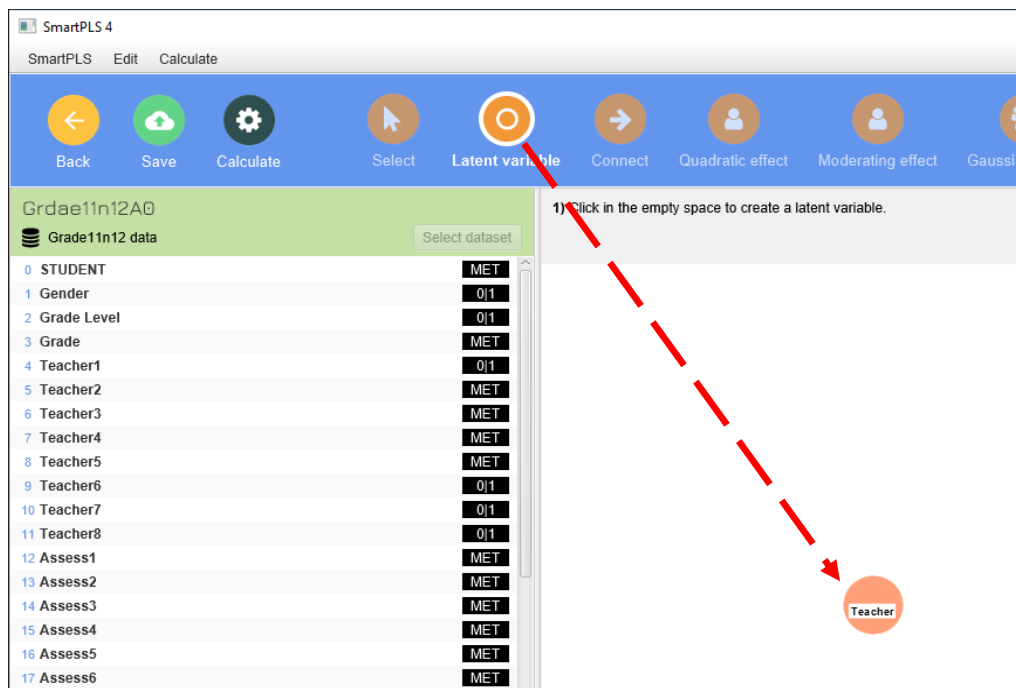 SmartPLS 4
SmartPLS Edit Calculate
Back Save Calculate Select Latent variable Connect Quadratic effect Moderating effect Gaussi
Grdae11n12A0
Grade11n12 data Select dataset
1) Click in the empty space to create a latent variable.
0 STUDENT MET
1 Gender 0|1
2 Grade Level 0|1
3 Grade MET
4 Teacher1 0|1
5 Teacher2 MET
6 Teacher3 MET
7 Teacher4 MET
8 Teacher5 MET
9 Teacher6 0|1
10 Teacher7 0|1
11 Teacher8 0|1
12 Assess1 MET
13 Assess2 MET
14 Assess3 MET
15 Assess4 MET
16 Assess5 MET
17 Assess6 MET
Teacher